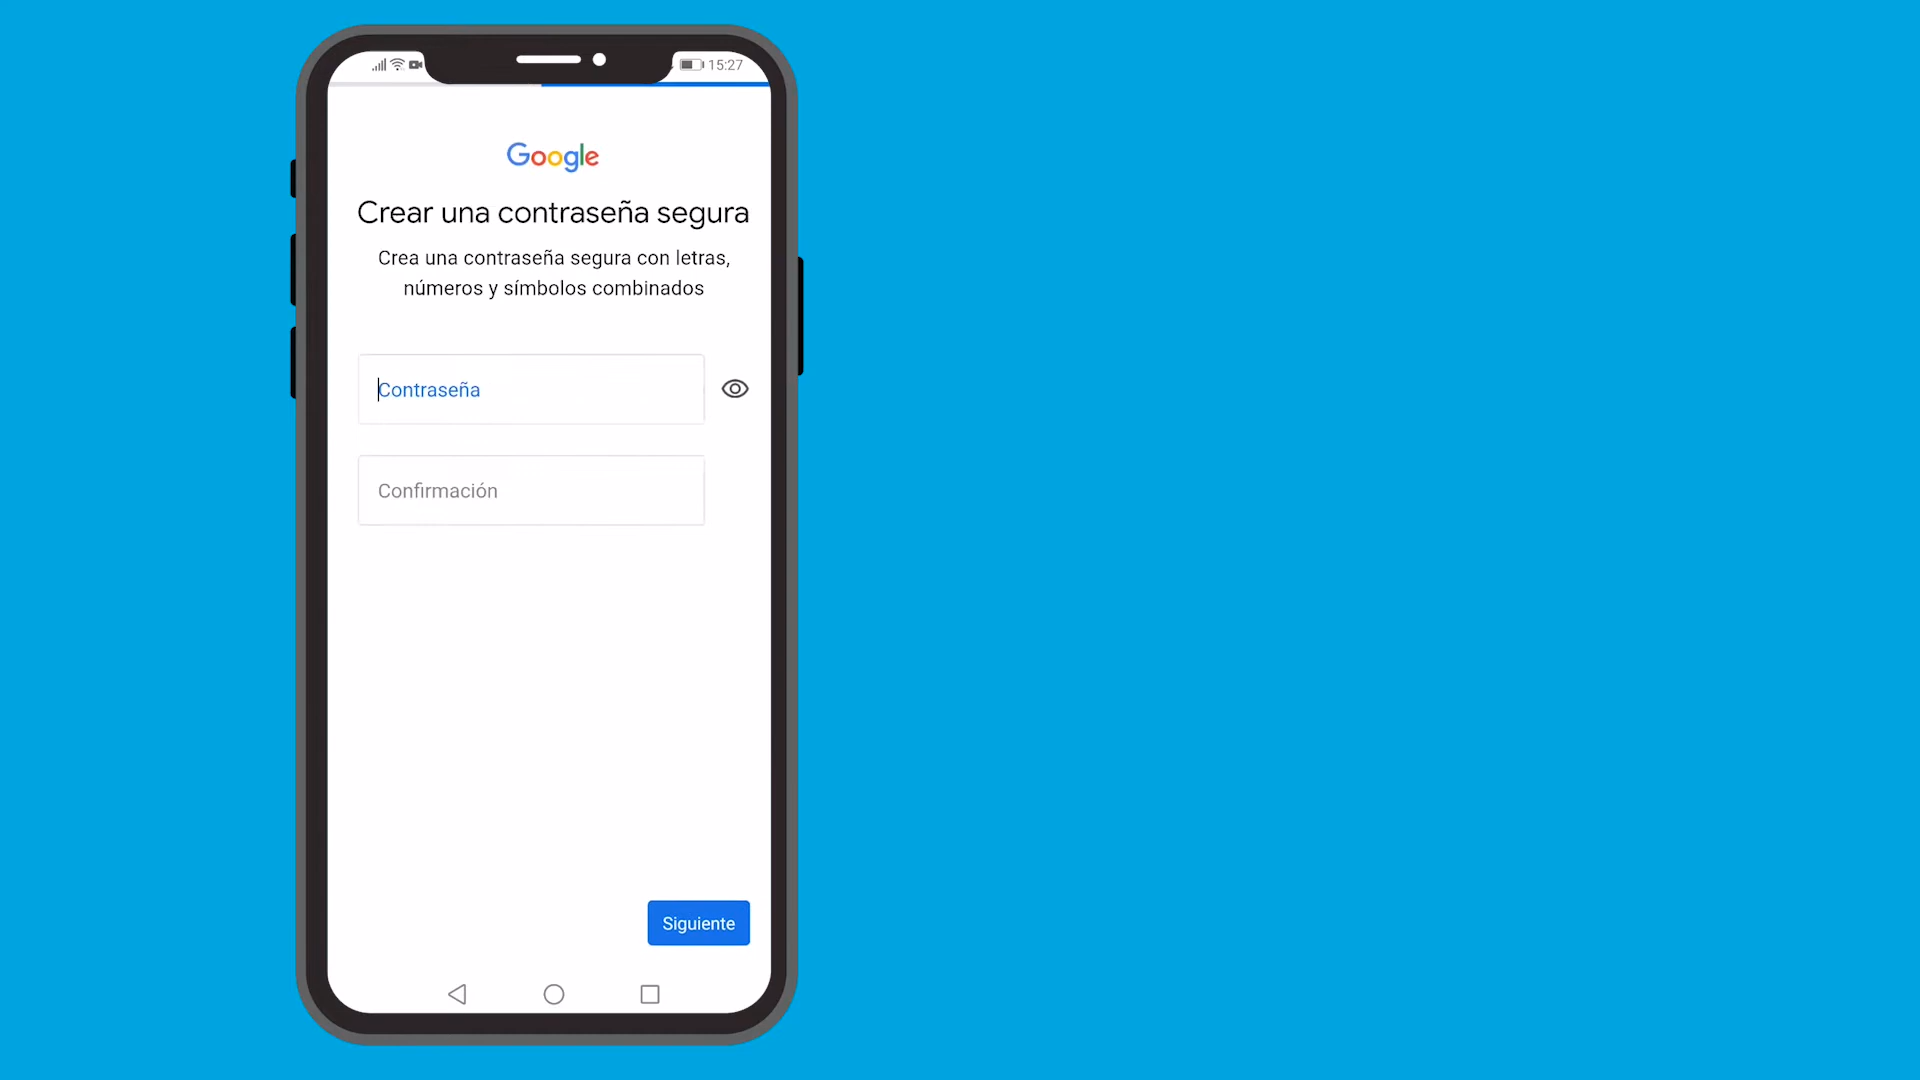 15:27
Google
Crear una contraseña segura
Crea una contraseña segura con letras,
números y símbolos combinados
Contraseña
Confirmación
Siguiente